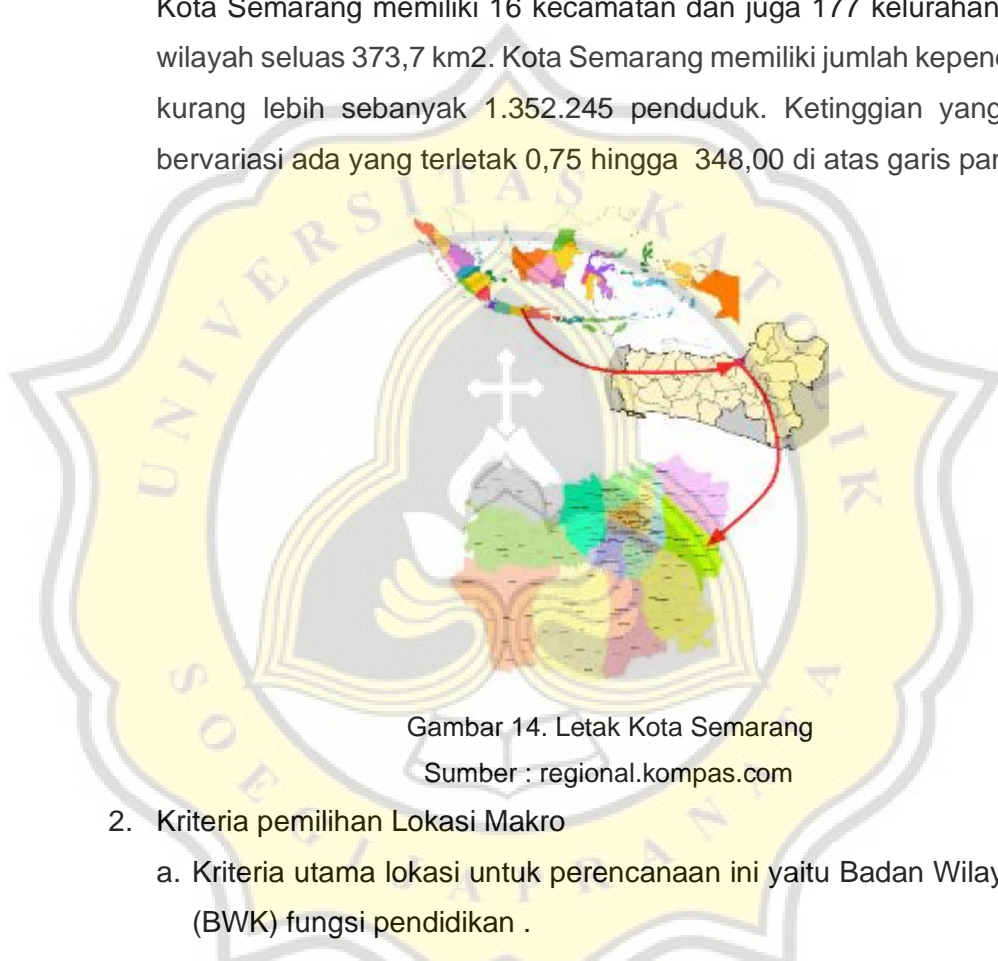 Kota Semarang memiliki 16 kecamatan dan juga 177 kelurahan
wilayah seluas 373,7 km2. Kota Semarang memiliki jumlah
kurang lebih sebanyak 1.352.245 penduduk. Ketinggian yang
bervariasi ada yang terletak 0,75 hingga 348,00 di atas garis
UNIVERSITAS KATOLIK
Gambar 14. Letak Kota Semarang
Sumber : regional.kompas.com
2. Kriteria pemilihan Lokasi Makro
a. Kriteria utama lokasi untuk perencanaan ini yaitu Badan
(BWK) fungsi pendidikan .
SOEGIJAPRANATA